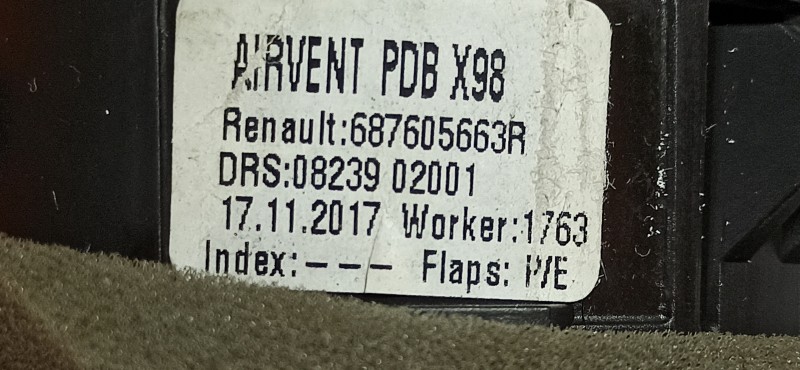 AIRVENT PDB X98
Renault:687605663R
DRS:08239 02001
17.11.2017 Worker:1763
Index:--- Flaps: P/E